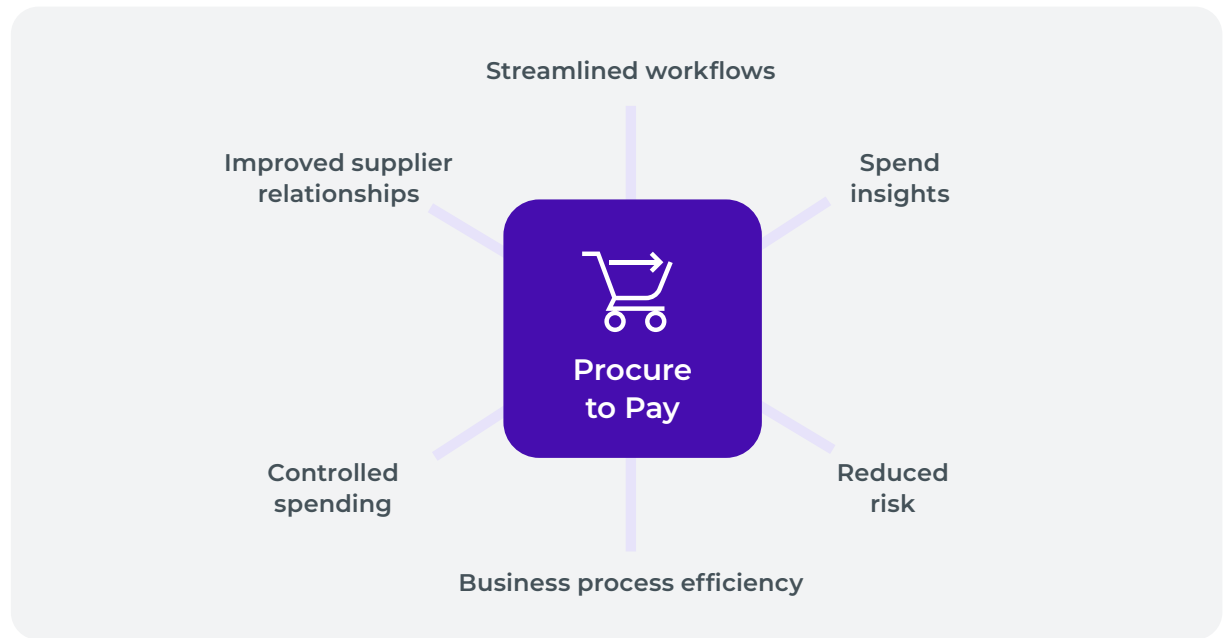 Streamlined workflows
Improved supplier
relationships
Spend
insights
Procure
to Pay
Controlled
spending
Reduced
risk
Business process efficiency